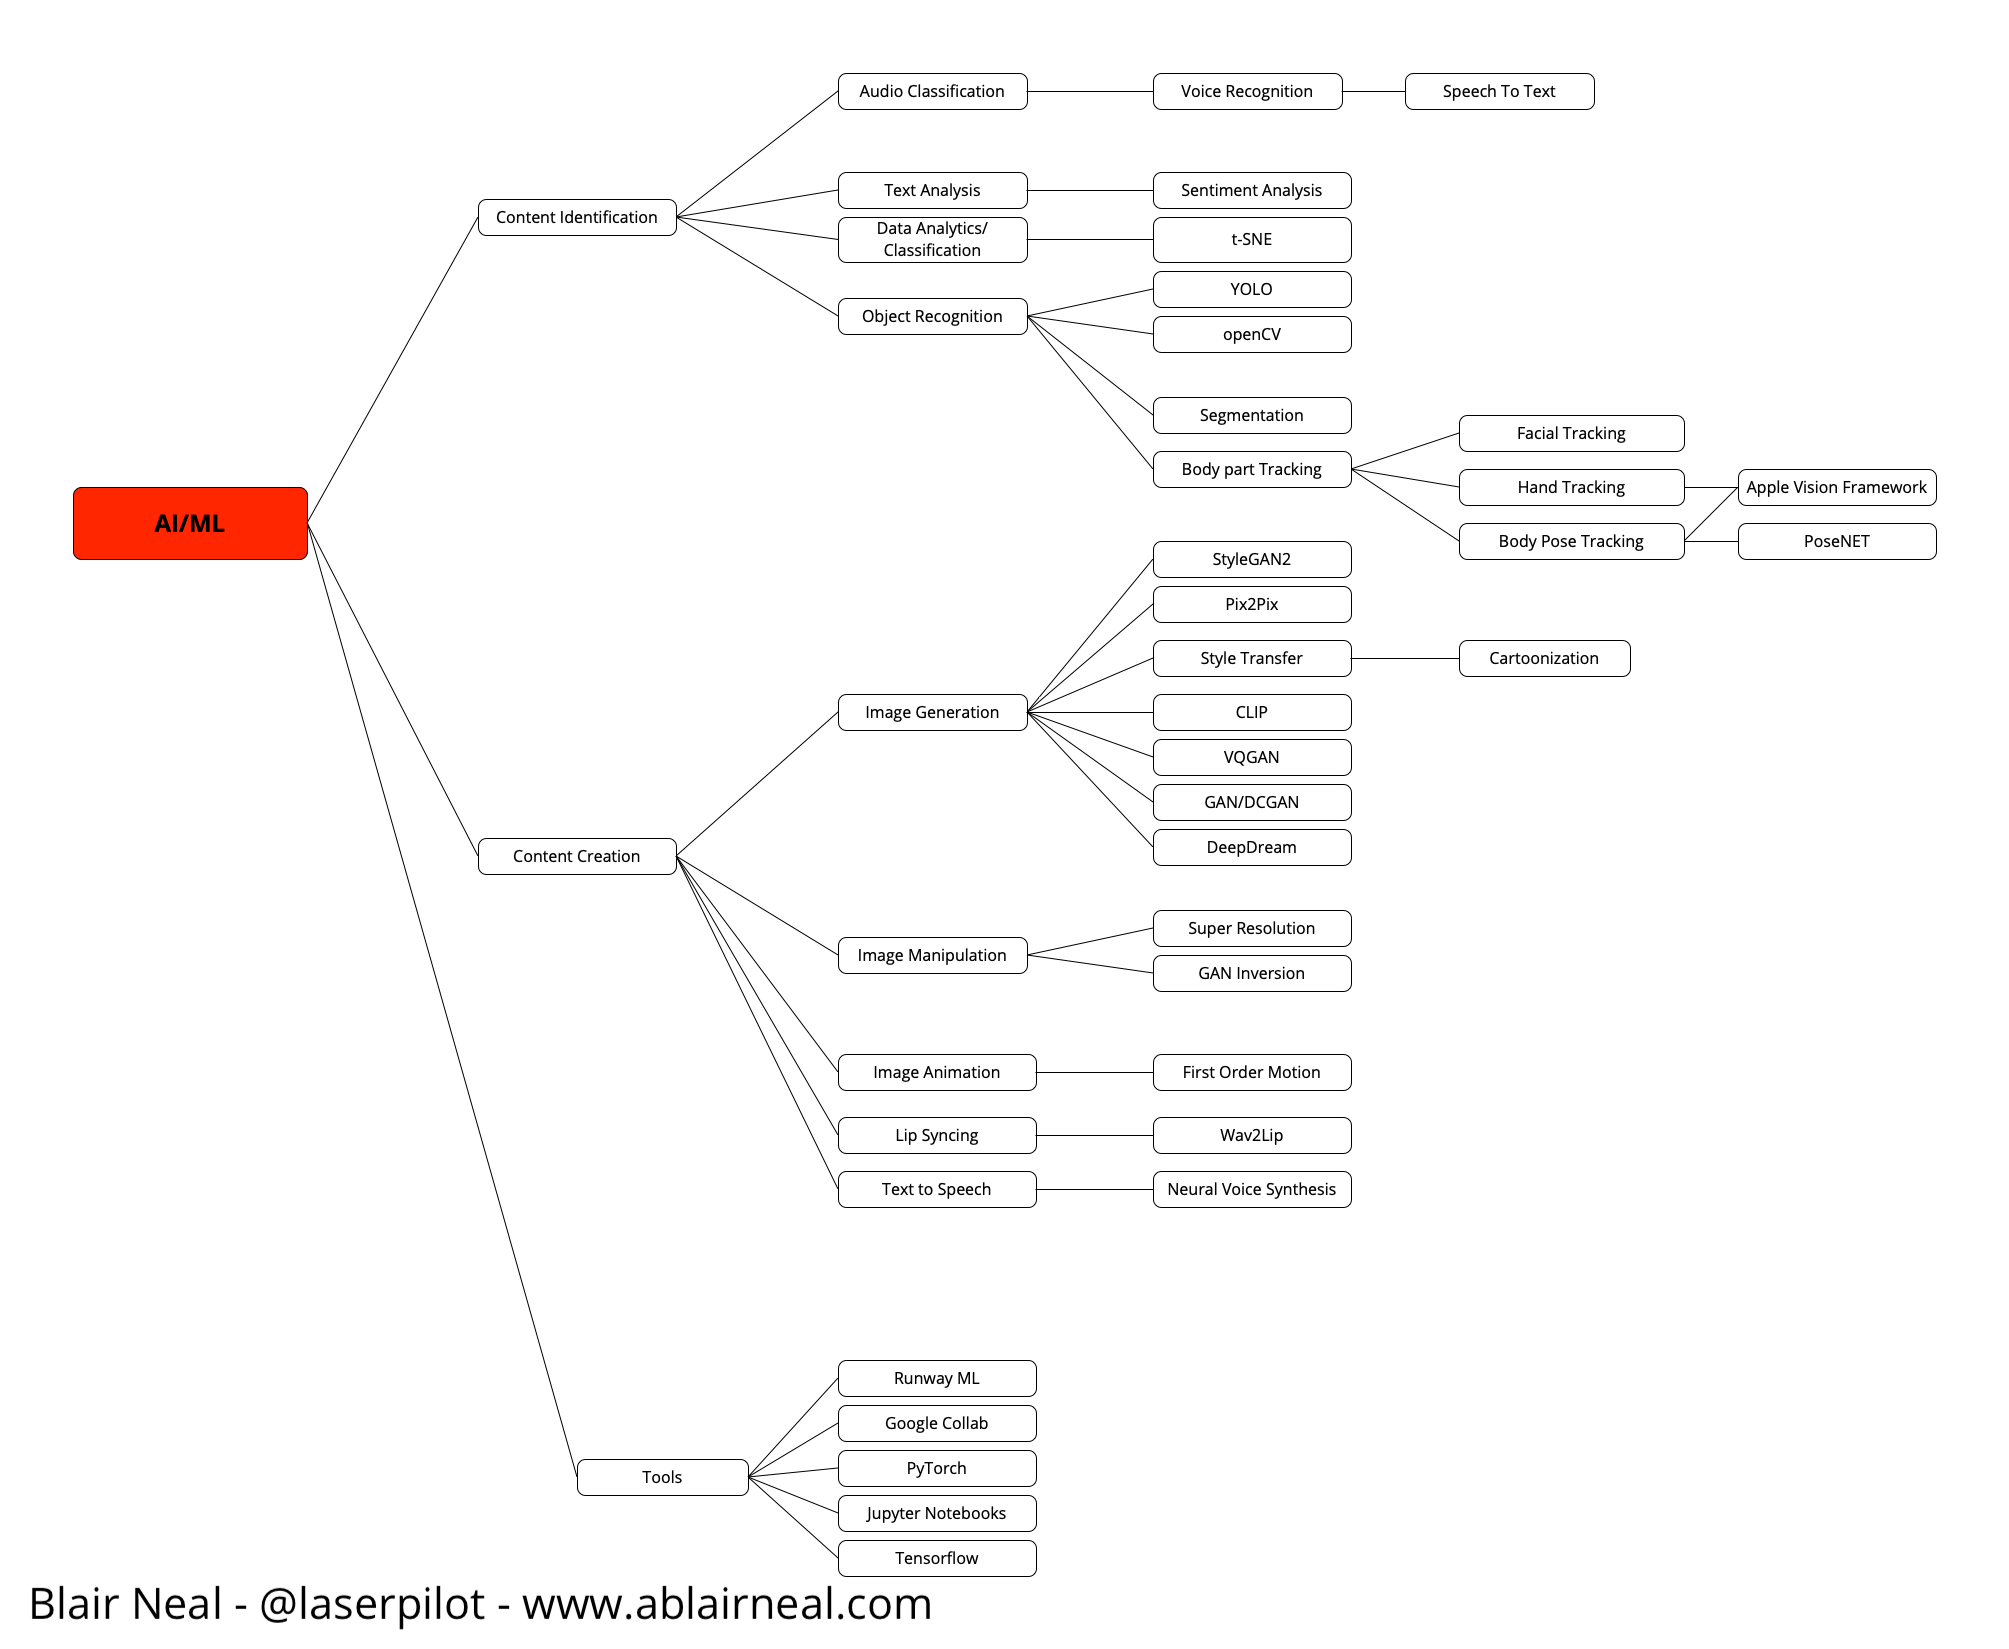 Audio Classification
Voice Recognition
Speech To Text
Content Identification
Text Analysis
Sentiment Analysis
Data Analytics/
Classification
t-SNE
Object Recognition
YOLO
openCV
Segmentation
Body part Tracking
Facial Tracking
Hand Tracking
Apple Vision Framework
Body Pose Tracking
PoseNET
AI/ML
Content Creation
Image Generation
StyleGAN2
Pix2Pix
Style Transfer
Cartoonization
CLIP
VQGAN
GAN/DCGAN
DeepDream
Image Manipulation
Super Resolution
GAN Inversion
Image Animation
First Order Motion
Lip Syncing
Wav2Lip
Text to Speech
Neural Voice Synthesis
Tools
Runway ML
Google Collab
PyTorch
Jupyter Notebooks
Tensorflow
Blair Neal - @laserpilot - www.ablairneal.com